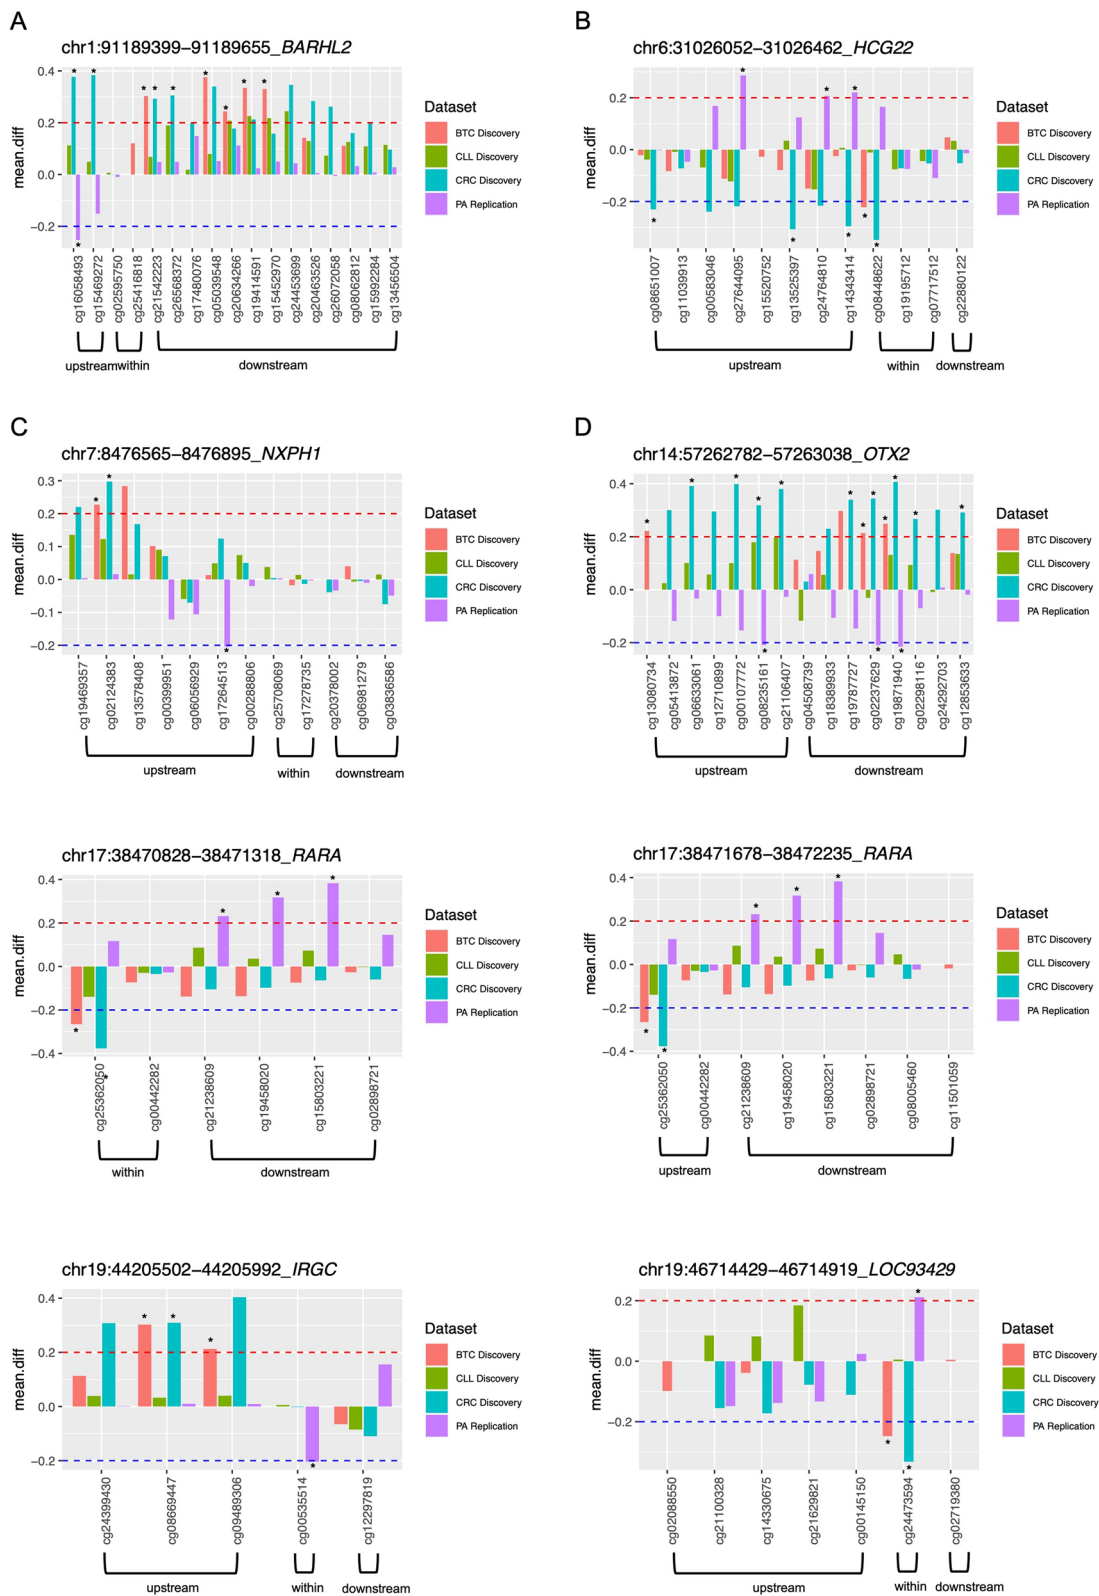 A
chr1:91189399−91189655_BARHL2
mean.diff
0.4
0.2
0.0
−0.2
* * * * * * * * * *
cg16058493
cg15469272
cg02595750
cg25416818
cg21542223
cg26568372
cg17480076
cg05039548
cg20634266
cg19414591
cg15452970
cg24453699
cg20463526
cg26072058
cg08062812
cg15992284
cg13456504
upstream within downstream
Dataset
BTC Discovery
CLL Discovery
CRC Discovery
PA Replication
B
chr6:31026052−31026462_HCG22
mean.diff
0.2
0.0
−0.2
* * * * * * * *
cg08651007
cg11039913
cg00583046
cg27644095
cg15520752
cg13525397
cg24764810
cg14343414
cg08448622
cg19195712
cg07717512
cg22880122
upstream within downstream
Dataset
BTC Discovery
CLL Discovery
CRC Discovery
PA Replication
C
chr7:8476565−8476895_NXPH1
mean.diff
0.3
0.2
0.1
0.0
−0.1
−0.2
* * *
cg19469357
cg02124383
cg13578408
cg00399951
cg06056929
cg17264513
cg00288806
cg25708069
cg17278735
cg20378002
cg06981279
cg03836586
upstream within downstream
Dataset
BTC Discovery
CLL Discovery
CRC Discovery
PA Replication
D
chr14:57262782−57263038_OTX2
mean.diff
0.4
0.2
0.0
−0.2
* * * * * * * * * * * * * *
cg13080734
cg05413872
cg06633061
cg12710899
cg00107772
cg08235161
cg21106407
cg04508739
cg18389933
cg19787727
cg02237629
cg19871940
cg02298116
cg24292703
cg12853633
upstream downstream
Dataset
BTC Discovery
CLL Discovery
CRC Discovery
PA Replication
chr17:38470828−38471318_RARA
mean.diff
0.4
0.2
0.0
−0.2
−0.4
* * * * *
cg25362050
cg00442282
cg21238609
cg19458020
cg15803221
cg02898721
within downstream
Dataset
BTC Discovery
CLL Discovery
CRC Discovery
PA Replication
chr17:38471678−38472235_RARA
mean.diff
0.4
0.2
0.0
−0.2
−0.4
* * * * *
cg25362050
cg00442282
cg21238609
cg19458020
cg15803221
cg02898721
cg08005460
cg11501059
upstream downstream
Dataset
BTC Discovery
CLL Discovery
CRC Discovery
PA Replication
chr19:44205502−44205992_IRGC
mean.diff
0.4
0.2
0.0
−0.2
* * * *
cg24399430
cg08669447
cg09489306
cg00535514
cg12297819
upstream within downstream
Dataset
BTC Discovery
CLL Discovery
CRC Discovery
PA Replication
chr19:46714429−46714919_LOC93429
mean.diff
0.2
0.0
−0.2
* * *
cg02088550
cg21100328
cg14330675
cg21629821
cg00145150
cg24473594
cg02719380
upstream within downstream
Dataset
BTC Discovery
CLL Discovery
CRC Discovery
PA Replication